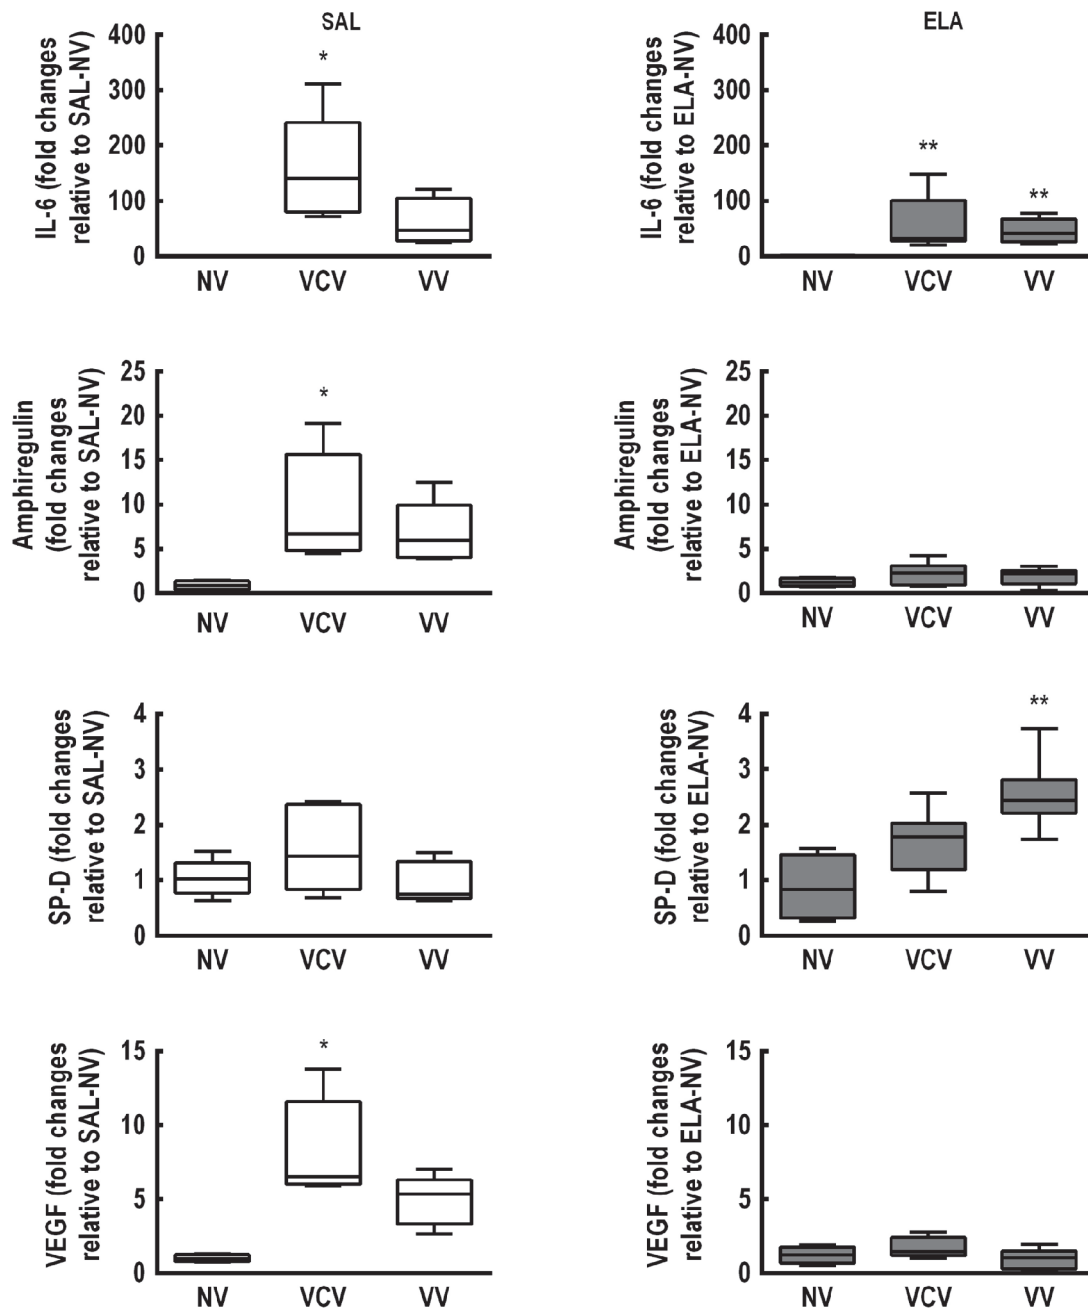 SAL
IL-6 (fold changes
relative to SAL-NV)
400
300
200
100
0
*
NV VCV VV
ELA
IL-6 (fold changes
relative to ELA-NV)
400
300
200
100
0
**
**
NV VCV VV
Amphiregulin
(fold changes
relative to SAL-NV)
25
20
15
10
5
0
*
NV VCV VV
Amphiregulin
(fold changes
relative to ELA-NV)
25
20
15
10
5
0
NV VCV VV
SP-D (fold changes
relative to SAL-NV)
4
3
2
1
0
NV VCV VV
SP-D (fold changes
relative to ELA-NV)
4
3
2
1
0
**
NV VCV VV
VEGF (fold changes
relative to SAL-NV)
15
10
5
0
*
NV VCV VV
VEGF (fold changes
relative to ELA-NV)
15
10
5
0
NV VCV VV